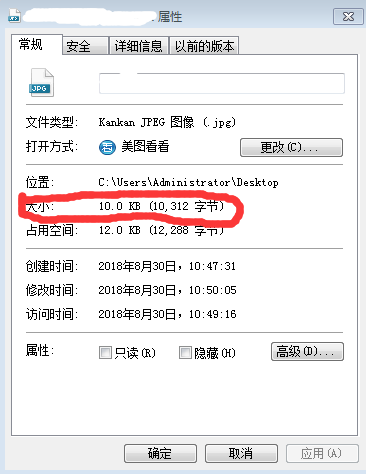 属性
常规 安全 详细信息 以前的版本
JPG
文件类型: Kankan JPEG 图像 (.jpg)
打开方式: 看 美图看看 更改(C)...
位置: C:\Users\Administrator\Desktop
大小: 10.0 KB (10,312 字节)
占用空间: 12.0 KB (12,288 字节)
创建时间: 2018年8月30日，10:47:31
修改时间: 2018年8月30日，10:50:05
访问时间: 2018年8月30日，10:49:16
属性: 只读(R) 隐藏(H) 高级(D)...
确定 取消 应用(A)